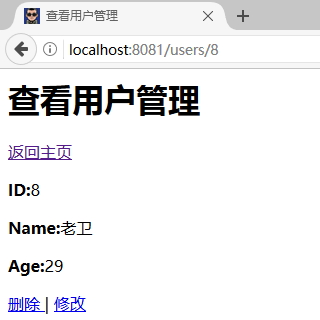 查看用户管理
localhost:8081/users/8
查看用户管理
返回主页
ID:8
Name:老卫
Age:29
删除 | 修改